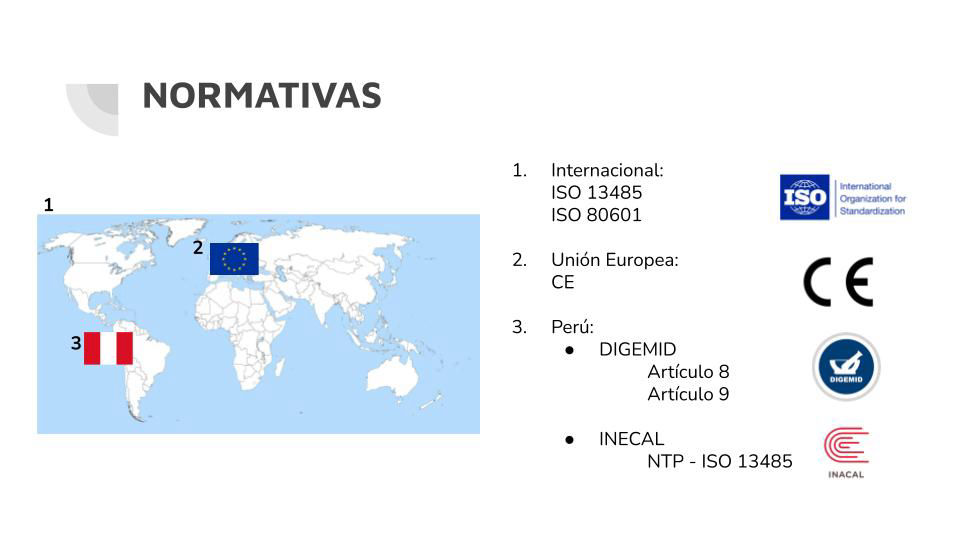 NORMATIVAS
1
2
3
1. Internacional:
ISO 13485
ISO 80601
2. Unión Europea:
CE
3. Perú:
● DIGEMID
Artículo 8
Artículo 9
● INECAL
NTP - ISO 13485
ISO
International
Organization for
Standardization
CE
DIGEMID
INACAL